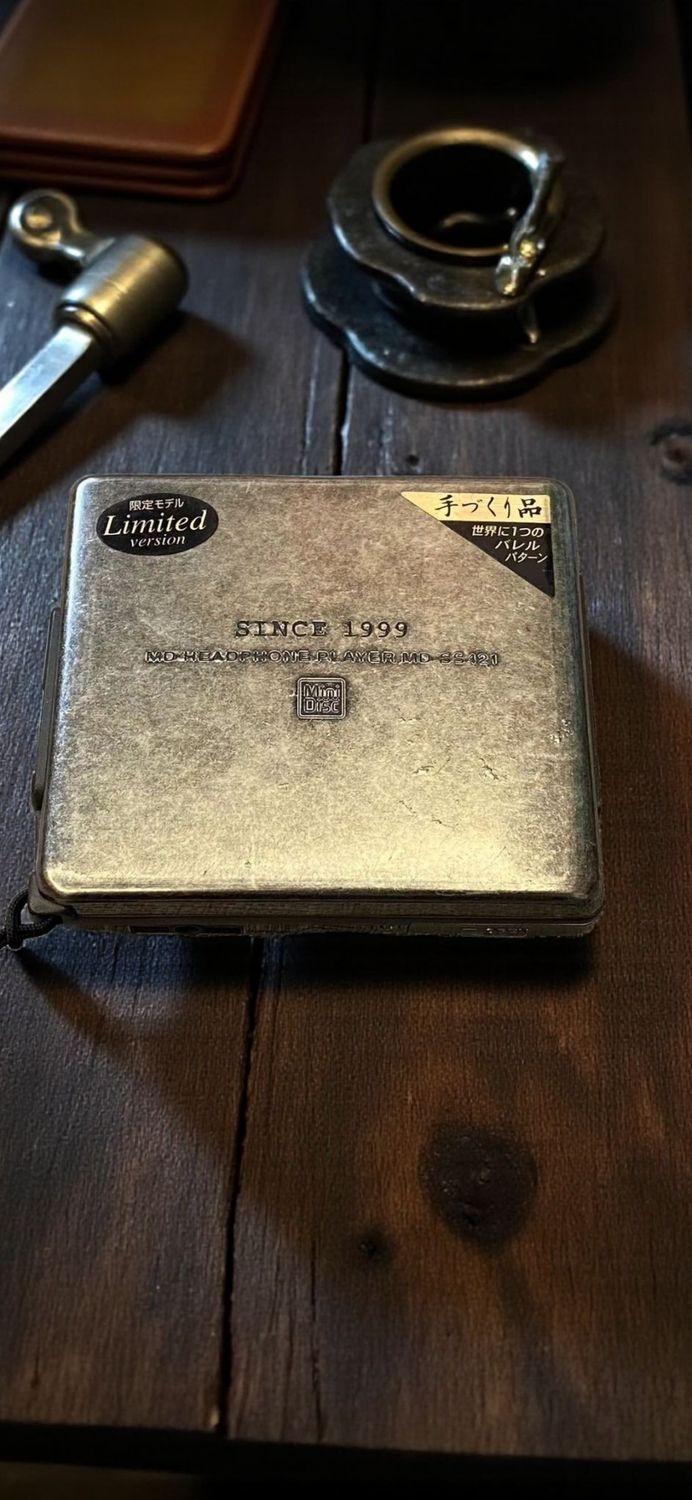 限定モデル
Limited
version
手づくり品
世界に1つの
バレル
パターン
SINCE 1999
MD HEADPHONE PLAYER MD-SS121
Mini
Disc